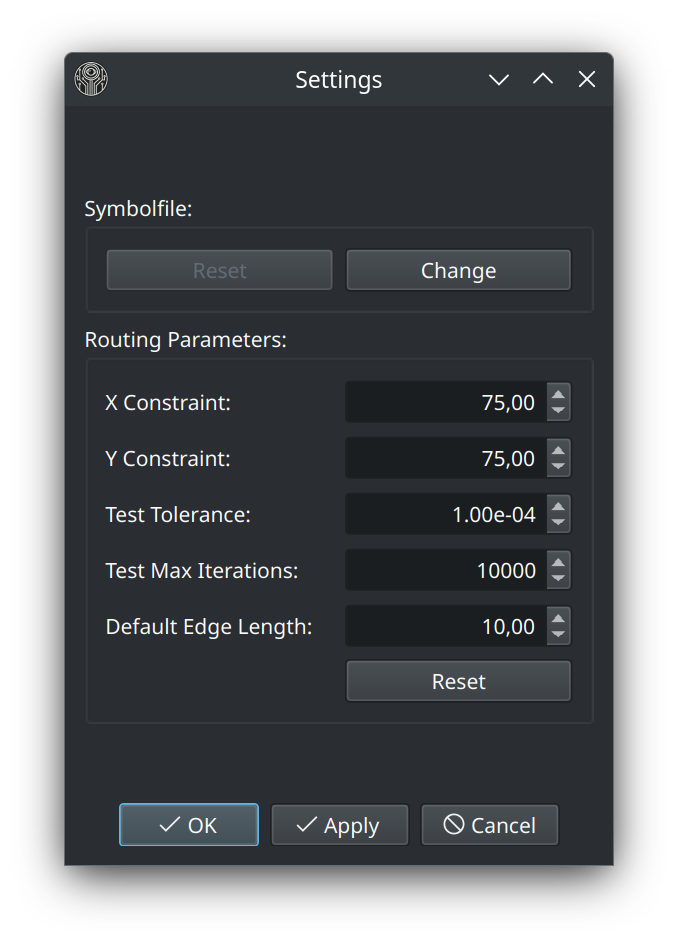 Settings
Symbolfile:
Reset Change
Routing Parameters:
X Constraint: 75,00
Y Constraint: 75,00
Test Tolerance: 1.00e-04
Test Max Iterations: 10000
Default Edge Length: 10,00
Reset
OK Apply Cancel